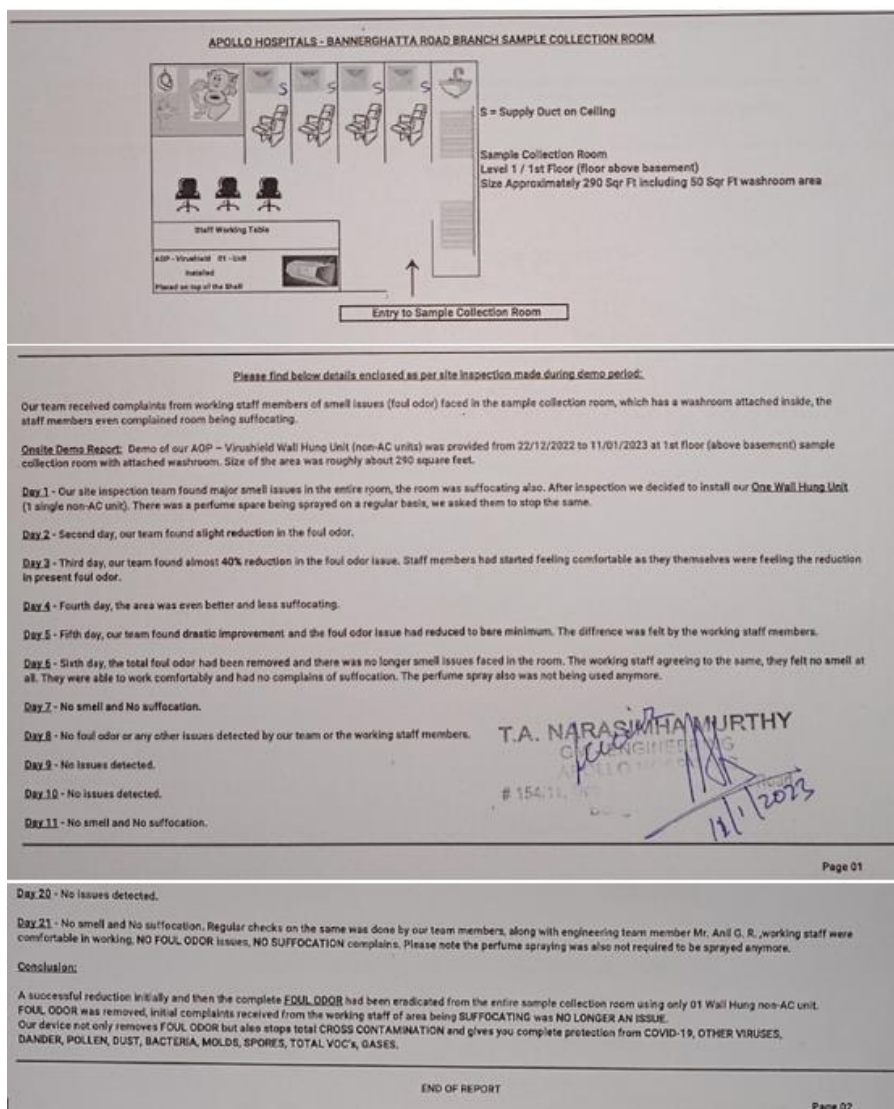 APOLLO HOSPITALS - BANNERGHATTA ROAD BRANCH SAMPLE COLLECTION ROOM
S S S S
S = Supply Duct on Ceiling
Sample Collection Room
Level 1 / 1st Floor (floor above basement)
Size Approximately 290 Sqr Ft including 50 Sqr Ft washroom area
Staff Working Table
AOP - Virushield 01 - Unit
Installed
Placed on top of the Shelf
Entry to Sample Collection Room
Please find below details enclosed as per site inspection made during demo period:
Our team received complaints from working staff members of smell issues (foul odor) faced in the sample collection room, which has a washroom attached inside, the
staff members even complained room being suffocating.
Onsite Demo Report: Demo of our AOP – Virushield Wall Hung Unit (non-AC units) was provided from 22/12/2022 to 11/01/2023 at 1st floor (above basement) sample
collection room with attached washroom. Size of the area was roughly about 290 square feet.
Day 1 - Our site inspection team found major smell issues in the entire room, the room was suffocating also. After inspection we decided to install our One Wall Hung Unit
(1 single non-AC unit). There was a perfume spare being sprayed on a regular basis, we asked them to stop the same.
Day 2 - Second day, our team found slight reduction in the foul odor.
Day 3 - Third day, our team found almost 40% reduction in the foul odor issue. Staff members had started feeling comfortable as they themselves were feeling the reduction
in present foul odor.
Day 4 - Fourth day, the area was even better and less suffocating.
Day 5 - Fifth day, our team found drastic improvement and the foul odor issue had reduced to bare minimum. The diffrence was felt by the working staff members.
Day 6 - Sixth day, the total foul odor had been removed and there was no longer smell issues faced in the room. The working staff agreeing to the same, they felt no smell at
all. They were able to work comfortably and had no complains of suffocation. The perfume spray also was not being used anymore.
Day 7 - No smell and No suffocation.
Day 8 - No foul odor or any other issues detected by our team or the working staff members.
Day 9 - No issues detected.
Day 10 - No issues detected.
Day 11 - No smell and No suffocation.
T.A. NARASIMHA MURTHY
ENGINEERING
APOLLO
# 154/11,
Road
12/1/2023
Page 01
Day 20 - No issues detected.
Day 21 - No smell and No suffocation. Regular checks on the same was done by our team members, along with engineering team member Mr. Anil G. R. ,working staff were
comfortable in working. NO FOUL ODOR issues, NO SUFFOCATION complains. Please note the perfume spraying was also not required to be sprayed anymore.
Conclusion:
A successful reduction initially and then the complete FOUL ODOR had been eradicated from the entire sample collection room using only 01 Wall Hung non-AC unit.
FOUL ODOR was removed, initial complaints received from the working staff of area being SUFFOCATING was NO LONGER AN ISSUE.
Our device not only removes FOUL ODOR but also stops total CROSS CONTAMINATION and gives you complete protection from COVID-19, OTHER VIRUSES,
DANDER, POLLEN, DUST, BACTERIA, MOLDS, SPORES, TOTAL VOC's, GASES.
END OF REPORT
Page 02